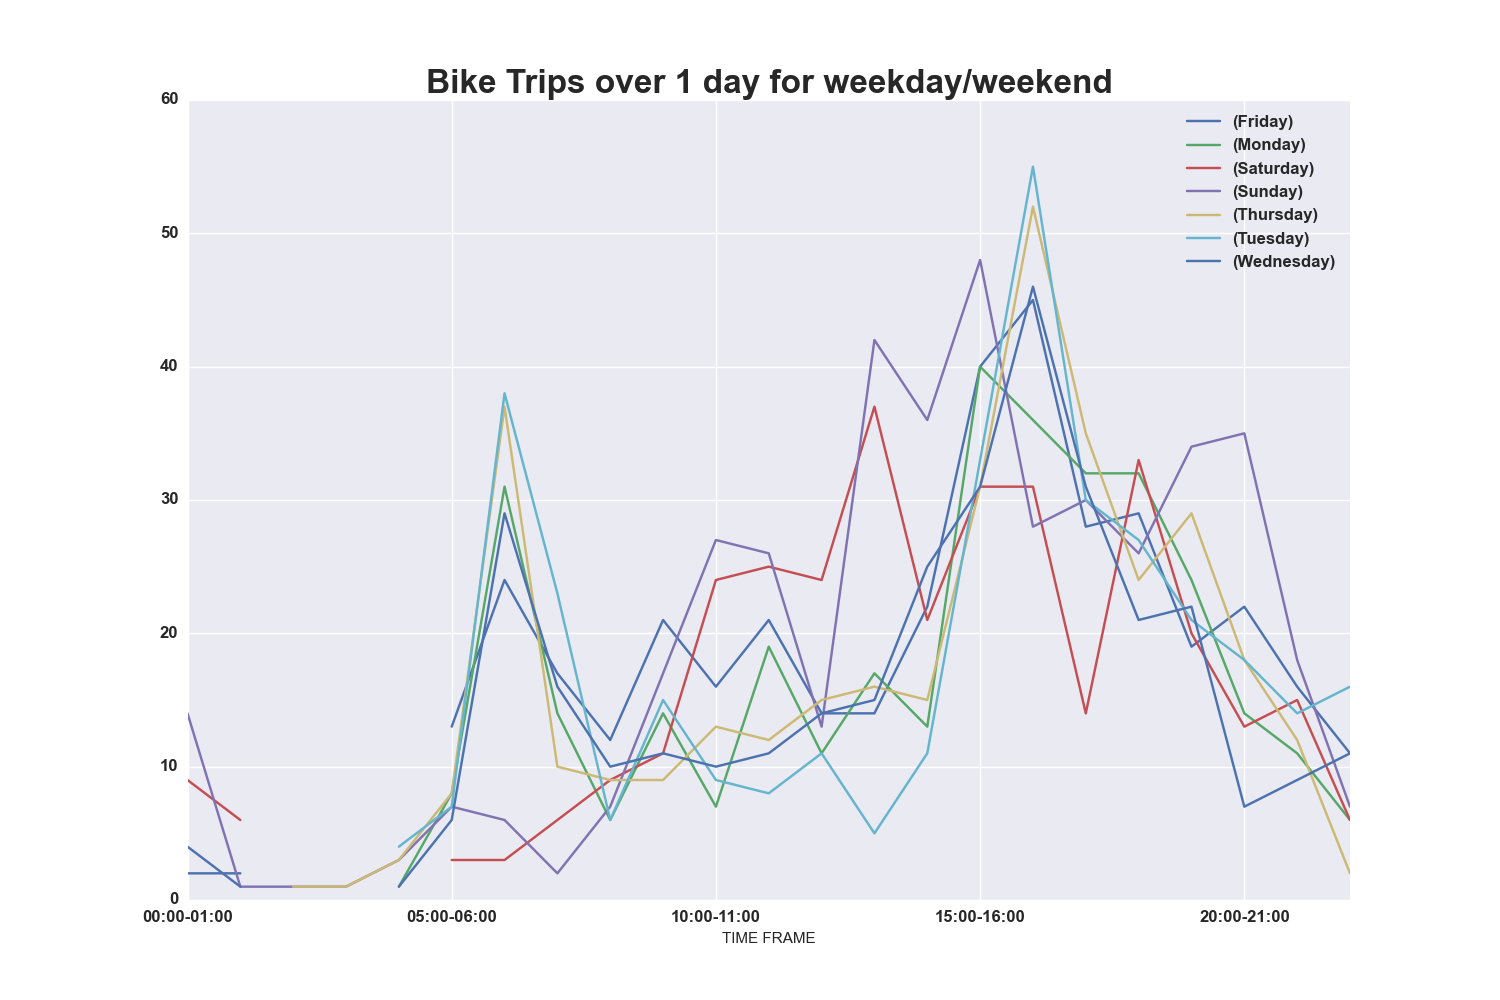 Bike Trips over 1 day for weekday/weekend
60
50
40
30
20
10
0
(Friday)
(Monday)
(Saturday)
(Sunday)
(Thursday)
(Tuesday)
(Wednesday)
00:00-01:00 05:00-06:00 10:00-11:00 15:00-16:00 20:00-21:00
TIME FRAME